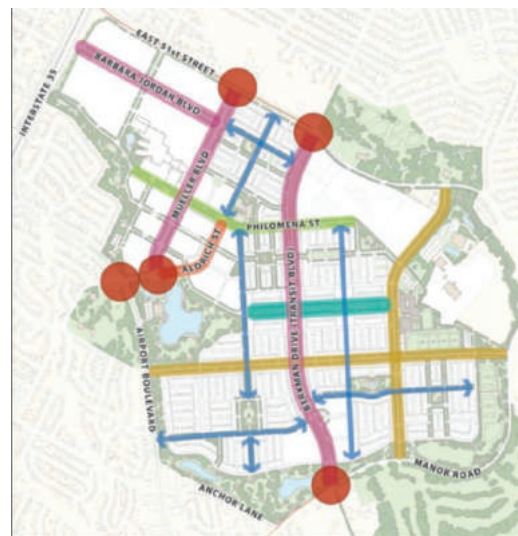 EAST 51st STREET
BARBARA JORDAN BLVD
INTERSTATE 35
MUELLER BLVD
PHILOMENA ST
ALDRICH ST
BERKMAN DRIVE (TRANSIT BLVD)
AIRPORT BOULEVARD
MANOR ROAD
ANCHOR LANE